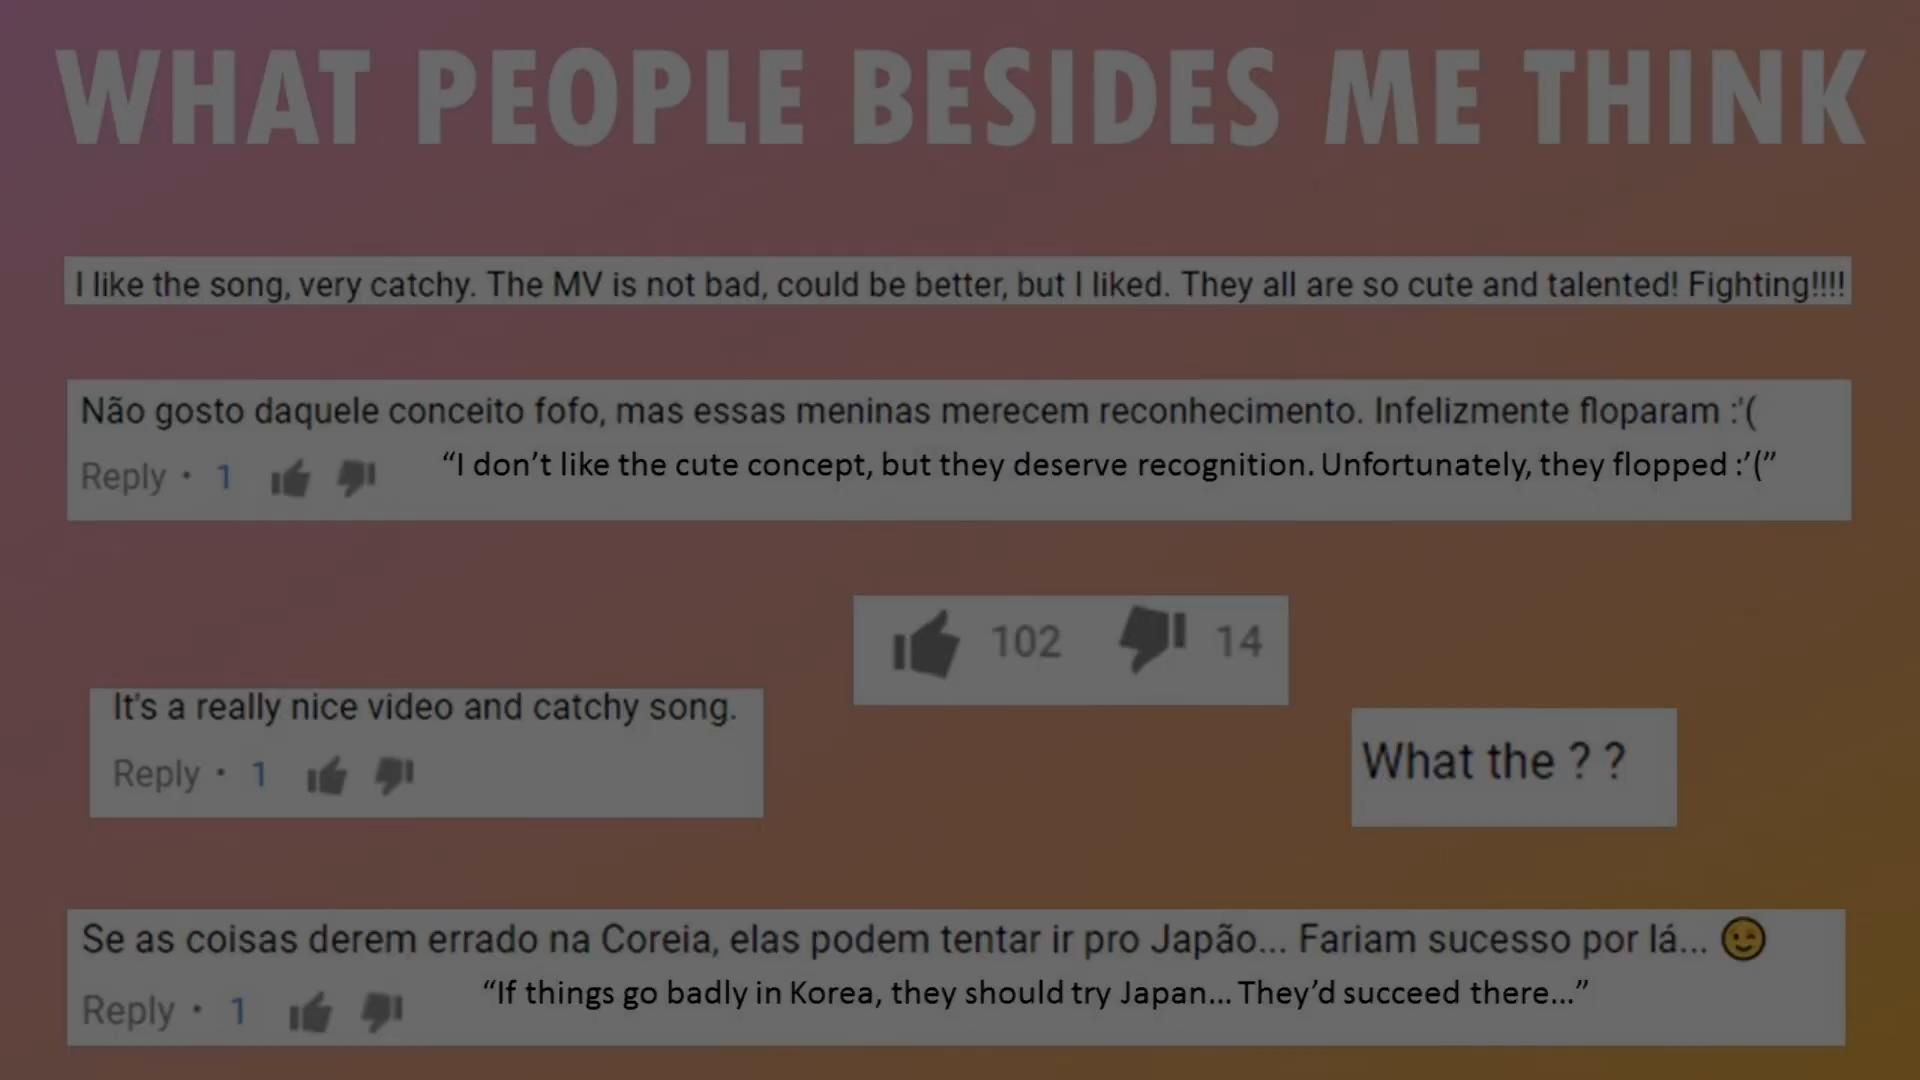 WHAT PEOPLE BESIDES ME THINK
I like the song, very catchy. The MV is not bad, could be better, but I liked. They all are so cute and talented! Fighting!!!!
Não gosto daquele conceito fofo, mas essas meninas merecem reconhecimento. Infelizmente floparam :'(
Reply • 1
“I don’t like the cute concept, but they deserve recognition. Unfortunately, they flopped :’(”
102 14
It's a really nice video and catchy song.
Reply • 1
What the ? ?
Se as coisas derem errado na Coreia, elas podem tentar ir pro Japão... Fariam sucesso por lá... 😉
Reply • 1
“If things go badly in Korea, they should try Japan... They’d succeed there...”